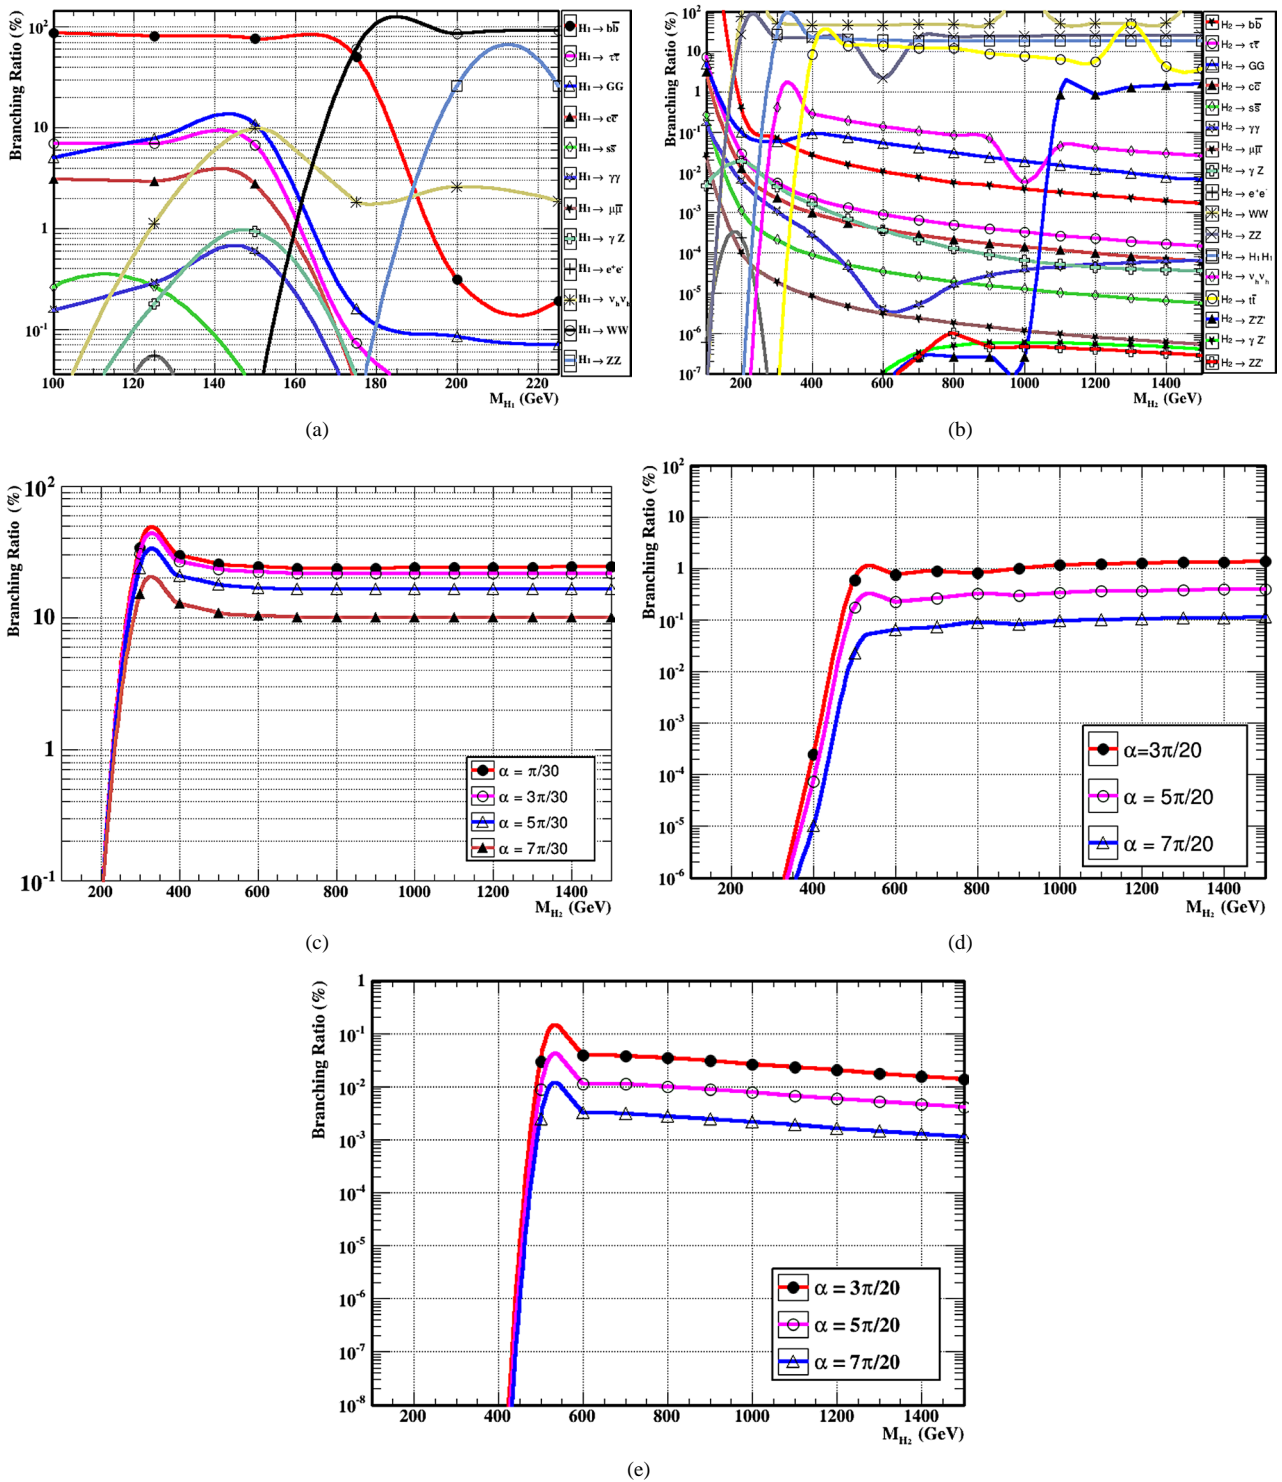 Branching Ratio (%)
10²
10
1
10⁻¹
100 120 140 160 180 200 220
M_H₁ (GeV)
H₁→ bb̅
H₁→ ττ̅
H₁→ GG
H₁→ cc̅
H₁→ ss̅
H₁→ γγ
H₁→ μμ̅
H₁→ γ Z
H₁→ e⁺e⁻
H₁→ ν_hν_h
H₁→ WW
H₁→ ZZ
(a)
Branching Ratio (%)
10²
10
1
10⁻¹
10⁻²
10⁻³
10⁻⁴
10⁻⁵
10⁻⁶
10⁻⁷
200 400 600 800 1000 1200 1400
M_H₂ (GeV)
H₂→ bb̅
H₂→ ττ̅
H₂→ GG
H₂→ cc̅
H₂→ ss̅
H₂→ γγ
H₂→ μμ̅
H₂→ γ Z
H₂→ e⁺e⁻
H₂→ WW
H₂→ ZZ
H₂→ H₁H₁
H₂→ ν_hν_h
H₂→ tt̅
H₂→ Z'Z'
H₂→ γ Z'
H₂→ ZZ'
(b)
Branching Ratio (%)
10²
10
1
10⁻¹
200 400 600 800 1000 1200 1400
M_H₂ (GeV)
α = π/30
α = 3π/30
α = 5π/30
α = 7π/30
(c)
Branching Ratio (%)
10²
10
1
10⁻¹
10⁻²
10⁻³
10⁻⁴
10⁻⁵
10⁻⁶
200 400 600 800 1000 1200 1400
M_H₂ (GeV)
α=3π/20
α = 5π/20
α = 7π/20
(d)
Branching Ratio (%)
1
10⁻¹
10⁻²
10⁻³
10⁻⁴
10⁻⁵
10⁻⁶
10⁻⁷
10⁻⁸
200 400 600 800 1000 1200 1400
M_H₂ (GeV)
α = 3π/20
α = 5π/20
α = 7π/20
(e)